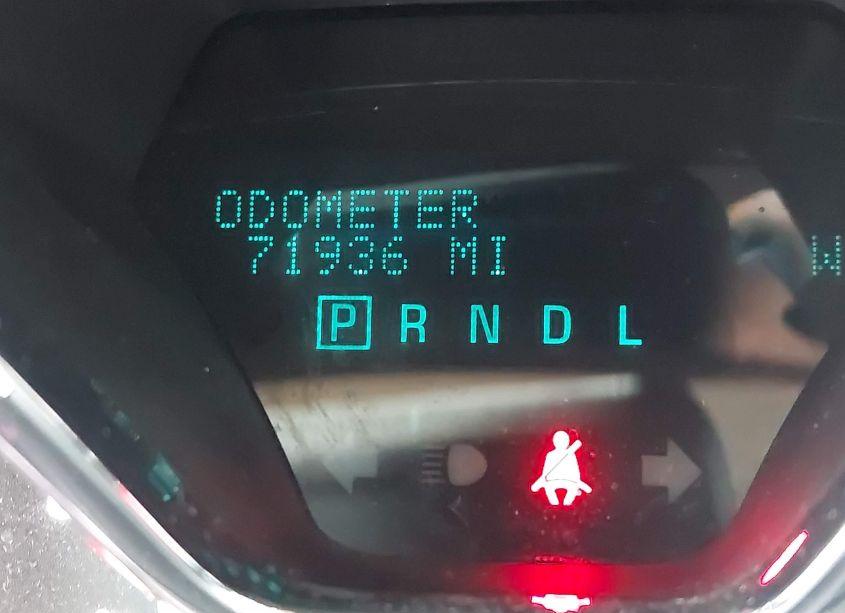 ODOMETER
71936 MI
W
P R N D L